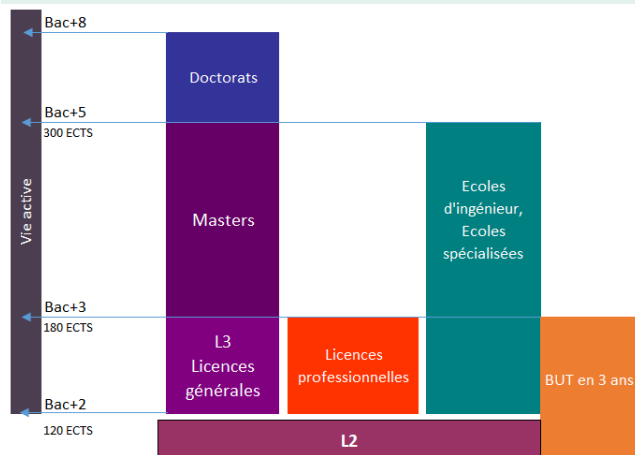 Bac+8
Doctorats
Bac+5
300 ECTS
Vie active
Masters
Ecoles
d'ingénieur,
Ecoles
spécialisées
Bac+3
180 ECTS
L3
Licences
générales
Licences
professionnelles
BUT en 3 ans
Bac+2
120 ECTS
L2